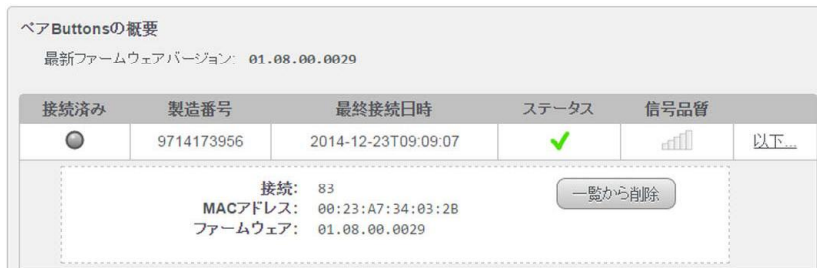 ペアButtonsの概要
最新ファームウェアバージョン: 01.08.00.0029
接続済み 製造番号 最終接続日時 ステータス 信号品質
9714173956 2014-12-23T09:09:07 以下...
接続: 83 一覧から削除
MACアドレス: 00:23:A7:34:03:2B
ファームウェア: 01.08.00.0029